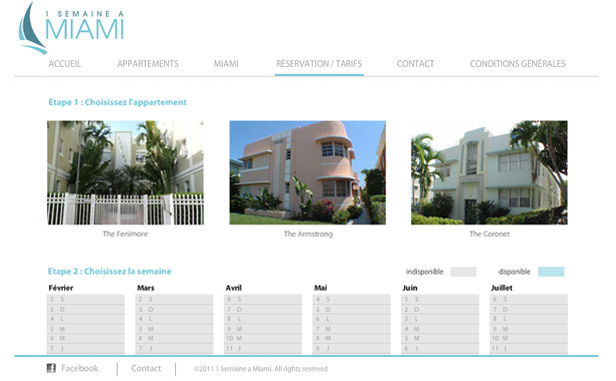 1 SEMAINE A
MIAMI
ACCUEIL APPARTEMENTS MIAMI RÉSERVATION / TARIFS CONTACT CONDITIONS GÉNÉRALES
Etape 1 : Choisissez l'appartement
The Fenimore The Armstrong The Coronet
Etape 2 : Choisissez la semaine indisponible disponible
Février Mars Avril Mai Juin Juillet
2 S 2 S 6 S 4 S 1 S 6 S
3 D 3 D 7 D 5 D 2 D 7 D
4 L 4 L 8 L 6 L 3 L 8 L
5 M 5 M 9 M 7 M 4 M 9 M
6 M 6 M 10 M 8 M 5 M 10 M
7 J 7 J 11 J 9 J 6 J 11 J
Facebook Contact ©2011 1 Semaine a Miami. All rights reserved